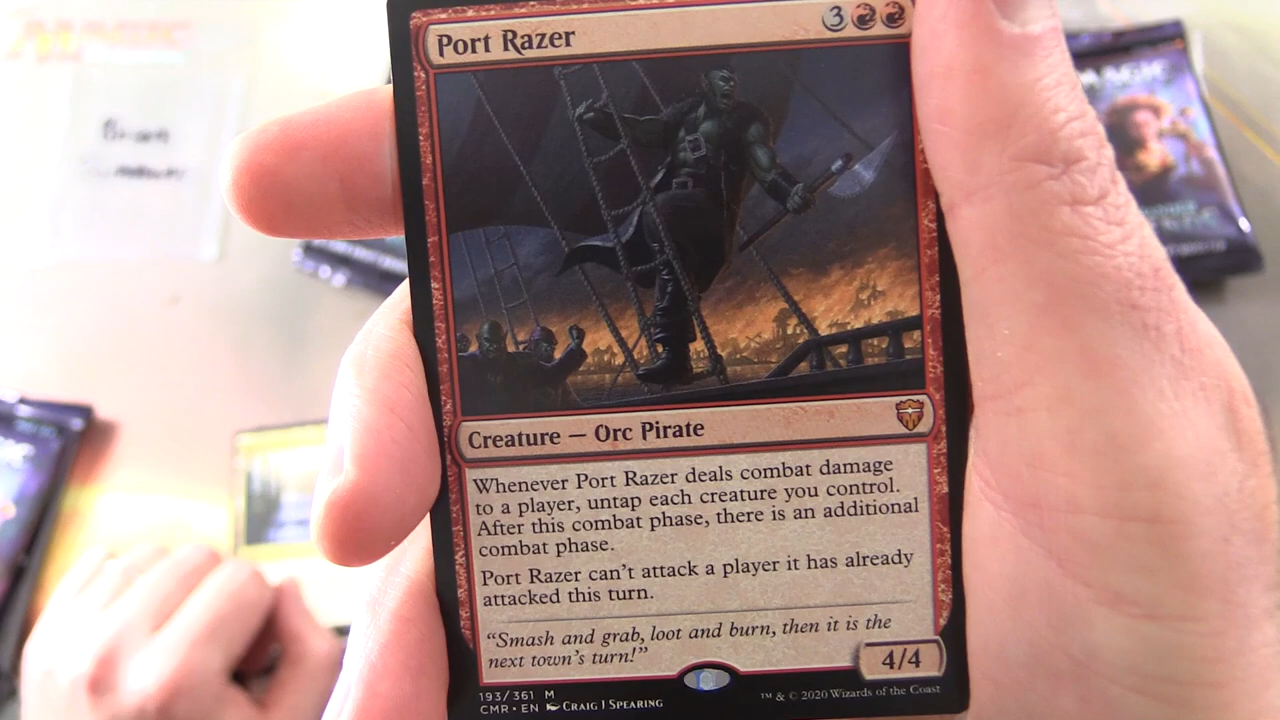 MAGIC
Port Razer
3
MAGIC
Creature — Orc Pirate
Whenever Port Razer deals combat damage
to a player, untap each creature you control.
After this combat phase, there is an additional
combat phase.
Port Razer can't attack a player it has already
attacked this turn.
"Smash and grab, loot and burn, then it is the
next town's turn!"
4/4
193/361 M
CMR • EN Craig J Spearing
™ & © 2020 Wizards of the Coast